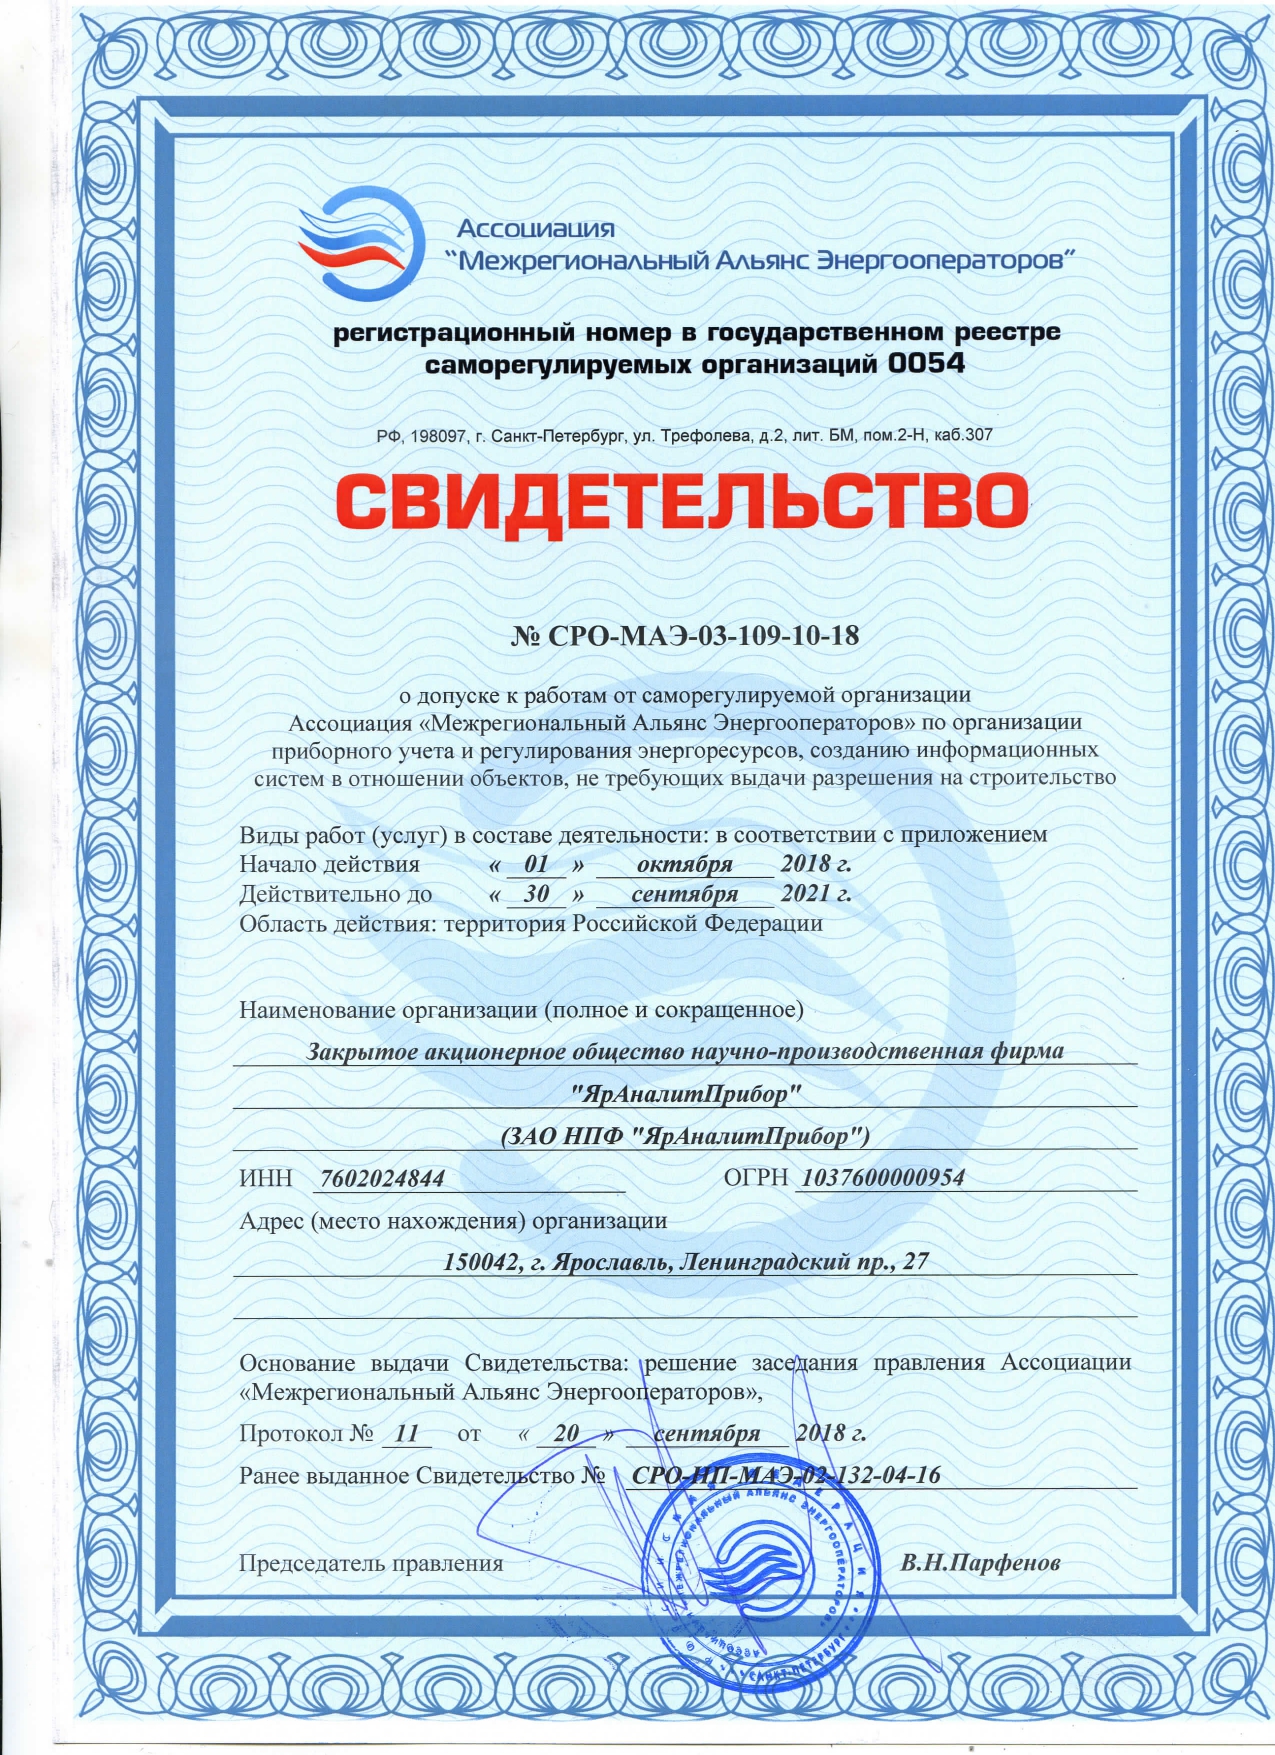 Ассоциация
“Межрегиональный Альянс Энергооператоров”
регистрационный номер в государственном реестре
саморегулируемых организаций 0054
РФ, 198097, г. Санкт-Петербург, ул. Трефолева, д.2, лит. БМ, пом.2-Н, каб.307
СВИДЕТЕЛЬСТВО
№ СРО-МАЭ-03-109-10-18
о допуске к работам от саморегулируемой организации
Ассоциация «Межрегиональный Альянс Энергооператоров» по организации
приборного учета и регулирования энергоресурсов, созданию информационных
систем в отношении объектов, не требующих выдачи разрешения на строительство
Виды работ (услуг) в составе деятельности: в соответствии с приложением
Начало действия « 01 » октября 2018 г.
Действительно до « 30 » сентября 2021 г.
Область действия: территория Российской Федерации
Наименование организации (полное и сокращенное)
Закрытое акционерное общество научно-производственная фирма
"ЯрАналитПрибор"
(ЗАО НПФ "ЯрАналитПрибор")
ИНН 7602024844 ОГРН 1037600000954
Адрес (место нахождения) организации
150042, г. Ярославль, Ленинградский пр., 27
Основание выдачи Свидетельства: решение заседания правления Ассоциации
«Межрегиональный Альянс Энергооператоров»,
Протокол № 11 от « 20 » сентября 2018 г.
Ранее выданное Свидетельство № СРО-НП-МАЭ-02-132-04-16
Председатель правления В.Н.Парфенов
МЕЖРЕГИОНАЛЬНЫЙ АЛЬЯНС ЭНЕРГООПЕРАТОРОВ
САНКТ-ПЕТЕРБУРГ